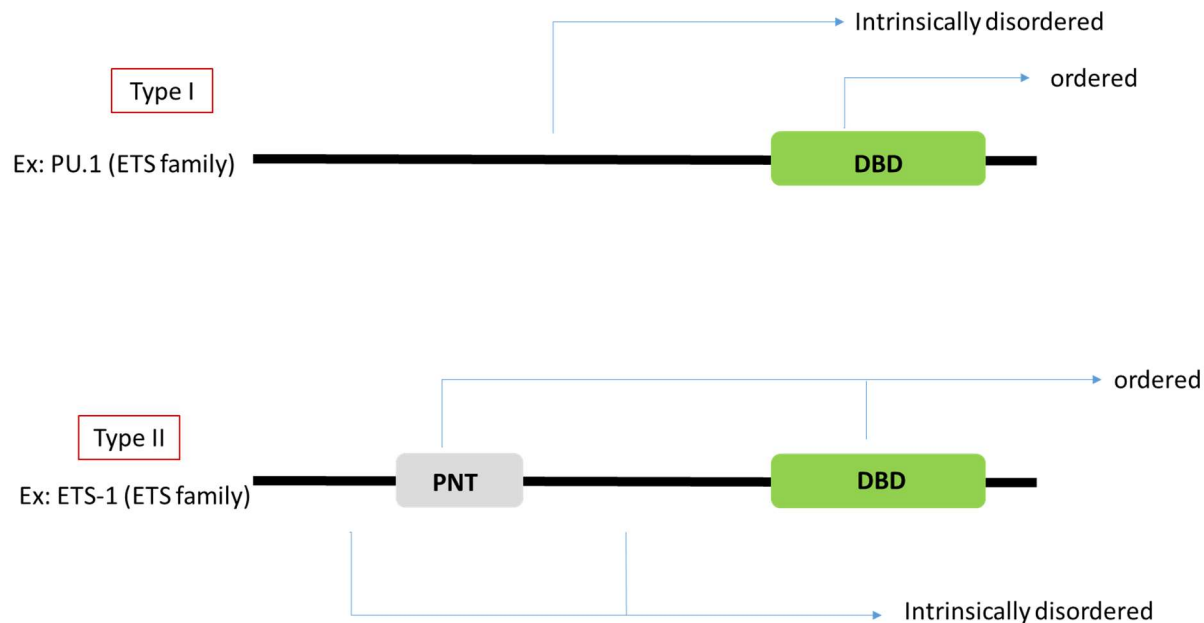 Intrinsically disordered
ordered
Type I
Ex: PU.1 (ETS family)
DBD
ordered
Type II
Ex: ETS-1 (ETS family)
PNT
DBD
Intrinsically disordered